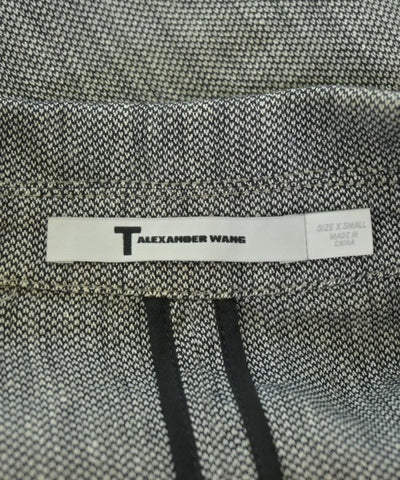 T ALEXANDER WANG
SIZE X SMALL
MADE IN
CHINA